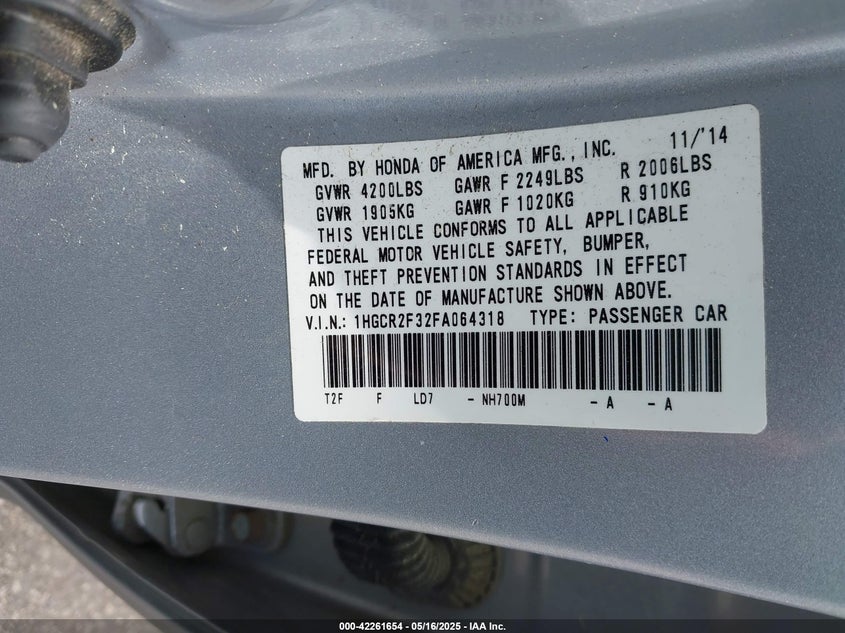 11/'14
MFD. BY HONDA OF AMERICA MFG., INC.
GVWR 4200LBS GAWR F 2249LBS R 2006LBS
GVWR 1905KG GAWR F 1020KG R 910KG
THIS VEHICLE CONFORMS TO ALL APPLICABLE
FEDERAL MOTOR VEHICLE SAFETY, BUMPER,
AND THEFT PREVENTION STANDARDS IN EFFECT
ON THE DATE OF MANUFACTURE SHOWN ABOVE.
V.I.N.: 1HGCR2F32FA064318 TYPE: PASSENGER CAR
T2F F LD7 - NH700M - A - A
000-42261654 - 05/16/2025 - IAA Inc.